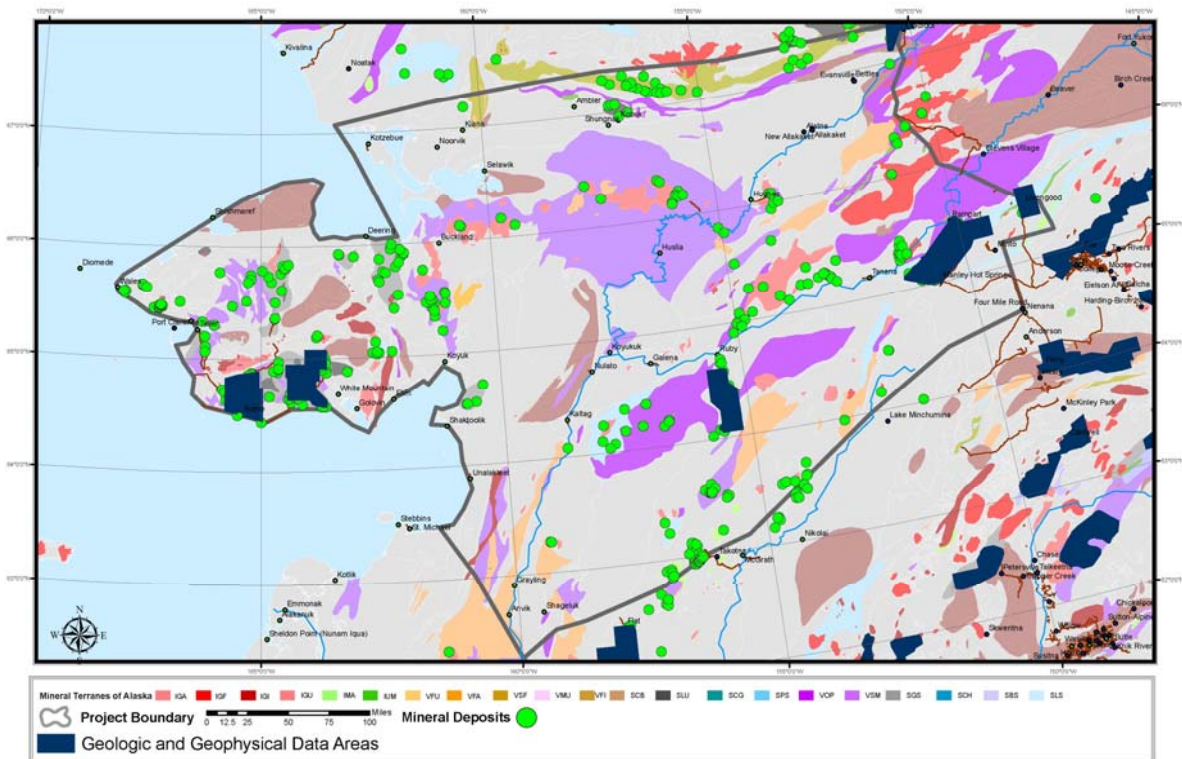 Kivalina
Noatak
Fort Yukon
Evansville Bettles
Birch Creek
Beaver
Ambler
Shungnak
Kobuk
Kiana
Kotzebue
Noorvik
New Allakaket
Allakaket
Stevens Village
Selawik
Hughes
Shishmaref
Deering
Buckland
Rampart
Livengood
Diomede
Huslia
Wales
Tanana
Minto
Manley Hot Springs
Two Rivers
Moose Creek
Harding-Birch
Port Clarence
Four Mile Road
Nenana
Anderson
Koyukuk
Koyuk
Ruby
Galena
Nulato
White Mountain
Golovin
Elim
McKinley Park
Kaltag
Lake Minchumina
Shaktoolik
Unalakleet
Stebbins
St. Michael
Nikolai
Takotna
McGrath
Kotlik
Chase
Petersville
Talkeetna
Grayling
Emmonak
Alakanuk
Anvik
Shageluk
Flat
Sheldon Point (Nunam Iqua)
Skwentna
N
W E
S
Mineral Terranes of Alaska IGA IGF IGI IGU IMA IUM VFU VFA VSF VMU VFI SCB SLU SCG SPS VOP VSM SGS SCH SBS SLS
Project Boundary
Miles
0 12.5 25 50 75 100
Mineral Deposits
Geologic and Geophysical Data Areas